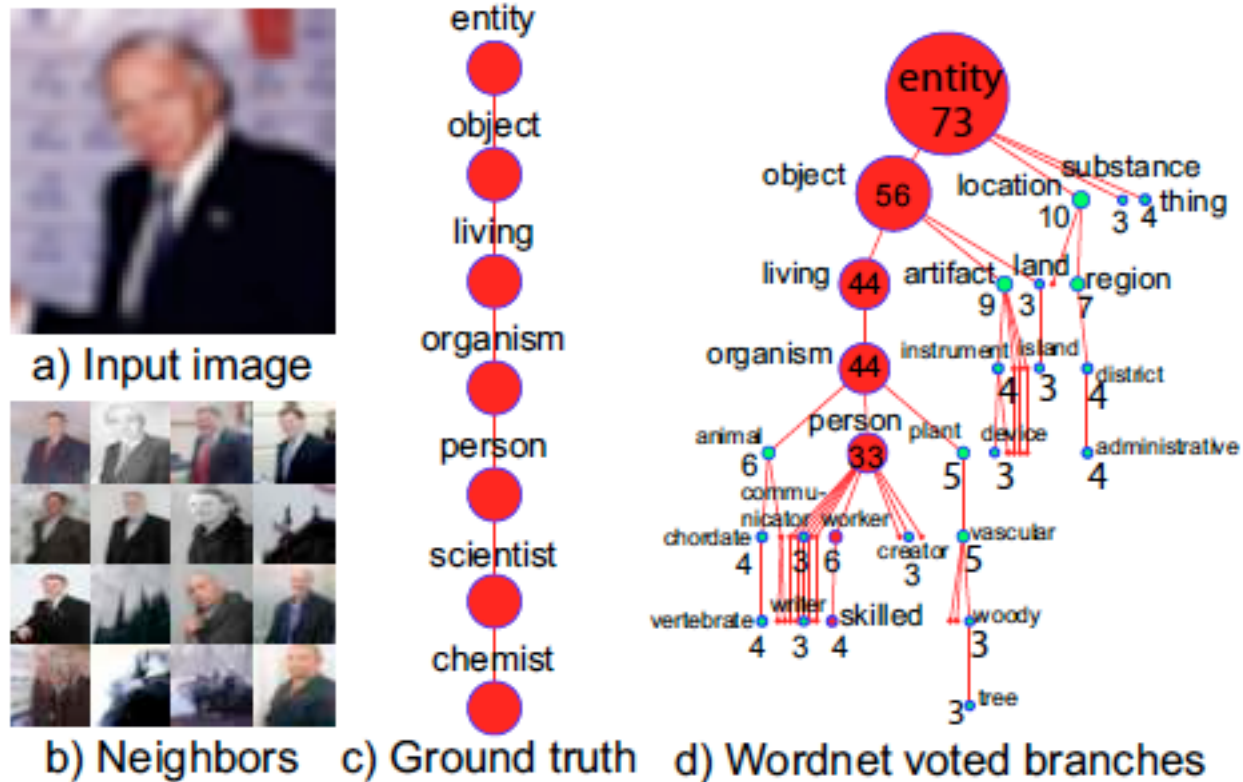 a) Input image
b) Neighbors
entity
object
living
organism
person
scientist
chemist
c) Ground truth
entity
73
object
56
location
10
substance
3
thing
4
living
44
artifact
9
land
3
region
7
organism
44
instrument
4
island
3
district
4
animal
6
person
33
plant
5
device
3
administrative
4
chordate
4
commu-
nicator
3
worker
6
creator
3
vascular
5
vertebrate
4
writer
3
skilled
4
woody
3
tree
3
d) Wordnet voted branches